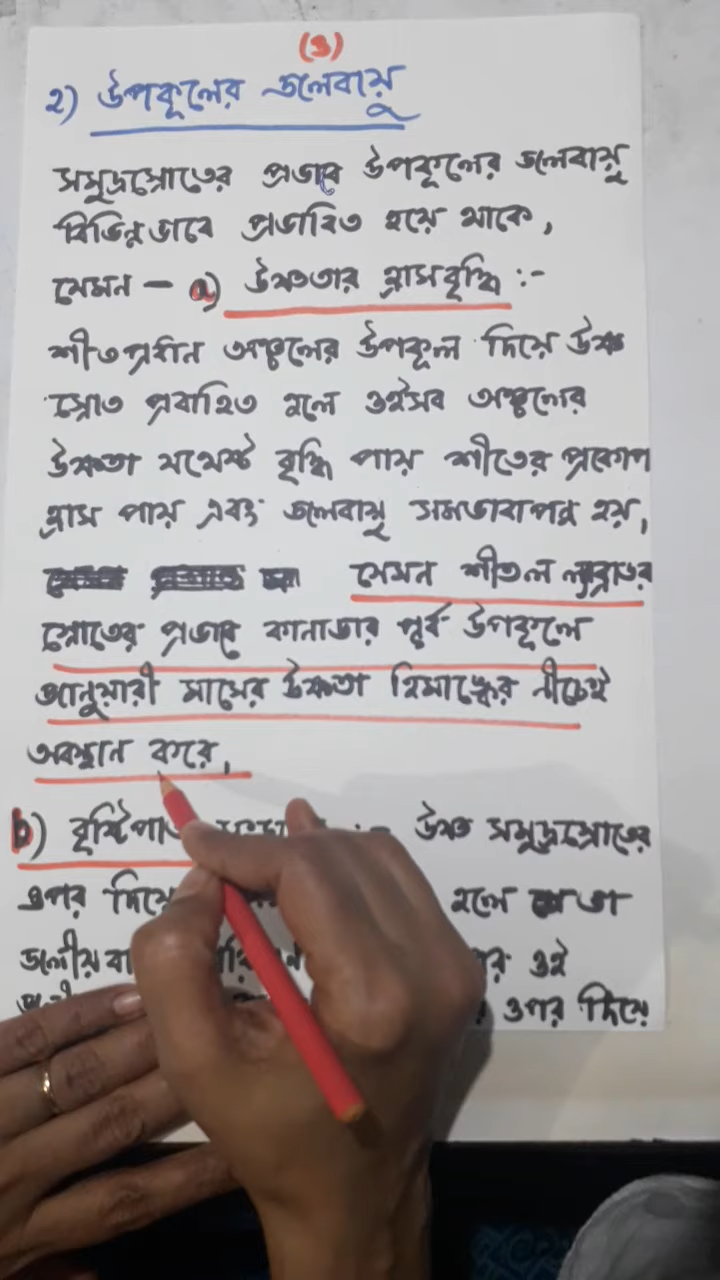 (3)
২) উপকূলের জলবায়ু
সমুদ্রস্রোতের প্রভাবে উপকূলের জলবায়ু
বিভিন্নভাবে প্রভাবিত হয়ে থাকে,
যেমন – a) উষ্ণতার হ্রাসবৃদ্ধি :-
শীতপ্রধান অঞ্চলের উপকূল দিয়ে উষ্ণ
স্রোত প্রবাহিত হলে ওইসব অঞ্চলের
উষ্ণতা যথেষ্ট বৃদ্ধি পায় শীতের প্রকোপ
হ্রাস পায় এবং জলবায়ু সমভাবাপন্ন হয়,
যেমন শীতল ল্যাব্রাডর
স্রোতের প্রভাবে কানাডার পূর্ব উপকূলে
জানুয়ারী মাসের উষ্ণতা হিমাঙ্কের নীচেই
অবস্থান করে,
b) বৃষ্টিপাত :- উষ্ণ সমুদ্রস্রোতের
ওপর দিয়ে হলে তা
জলীয় ওই
ওপর দিয়ে